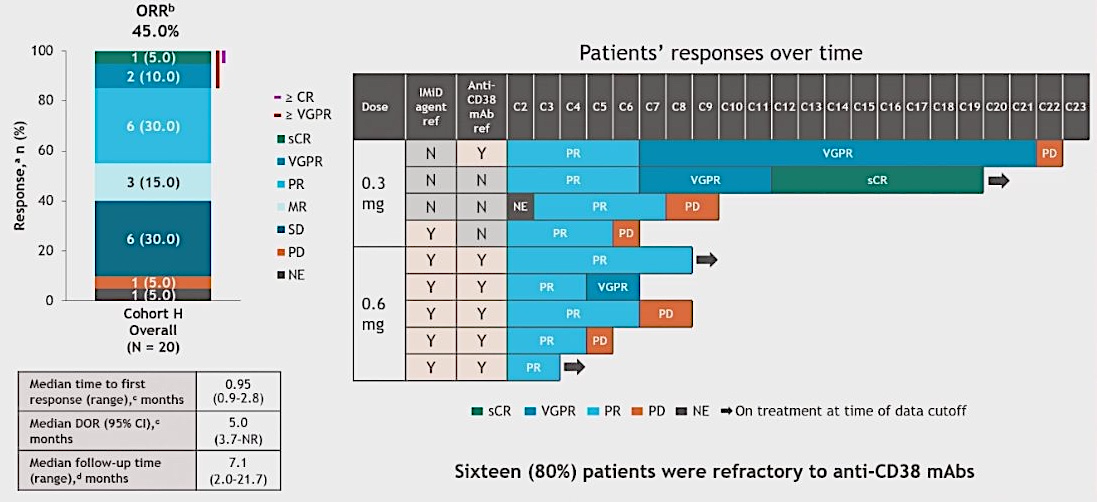 ORRᵇ
45.0%
100
80
60
40
20
0
Response,ᵃ n (%)
1 (5.0)
2 (10.0)
6 (30.0)
3 (15.0)
6 (30.0)
1 (5.0)
1 (5.0)
Cohort H
Overall
(N = 20)
≥ CR
≥ VGPR
sCR
VGPR
PR
MR
SD
PD
NE
Median time to first 0.95
response (range),ᶜ months (0.9-2.8)
Median DOR (95% CI),ᶜ 5.0
months (3.7-NR)
Median follow-up time 7.1
(range),ᵈ months (2.0-21.7)
Patients’ responses over time
Dose IMiD agent ref Anti-CD38 mAb ref C2 C3 C4 C5 C6 C7 C8 C9 C10 C11 C12 C13 C14 C15 C16 C17 C18 C19 C20 C21 C22 C23
0.3 mg
N Y PR VGPR PD
N N PR VGPR sCR
N N NE PR PD
Y N PR PD
0.6 mg
Y Y PR
Y Y PR VGPR
Y Y PR PD
Y Y PR PD
Y Y PR
sCR VGPR PR PD NE On treatment at time of data cutoff
Sixteen (80%) patients were refractory to anti-CD38 mAbs